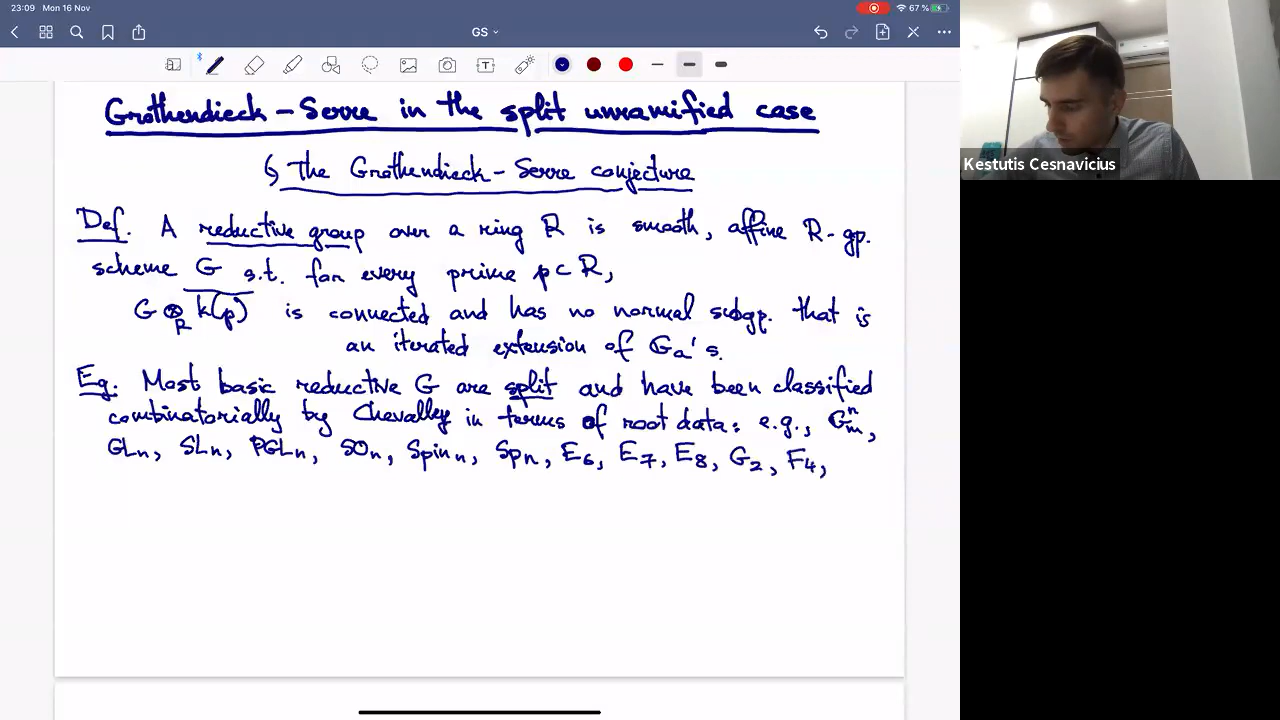 23:09 Mon 16 Nov
67%
GS
Grothendieck – Serre in the split unramified case
§ The Grothendieck – Serre conjecture
Def. A reductive group over a ring R is smooth, affine R-gp.
scheme G s.t. for every prime p ⊂ R,
G ⊗_R k(p) is connected and has no normal subgp. that is
an iterated extension of G_a's.
Eg. Most basic reductive G are split and have been classified
combinatorially by Chevalley in terms of root data: e.g., G_m^n,
GL_n, SL_n, PGL_n, SO_n, Spin_n, Sp_n, E_6, E_7, E_8, G_2, F_4,
Kestutis Cesnavicius